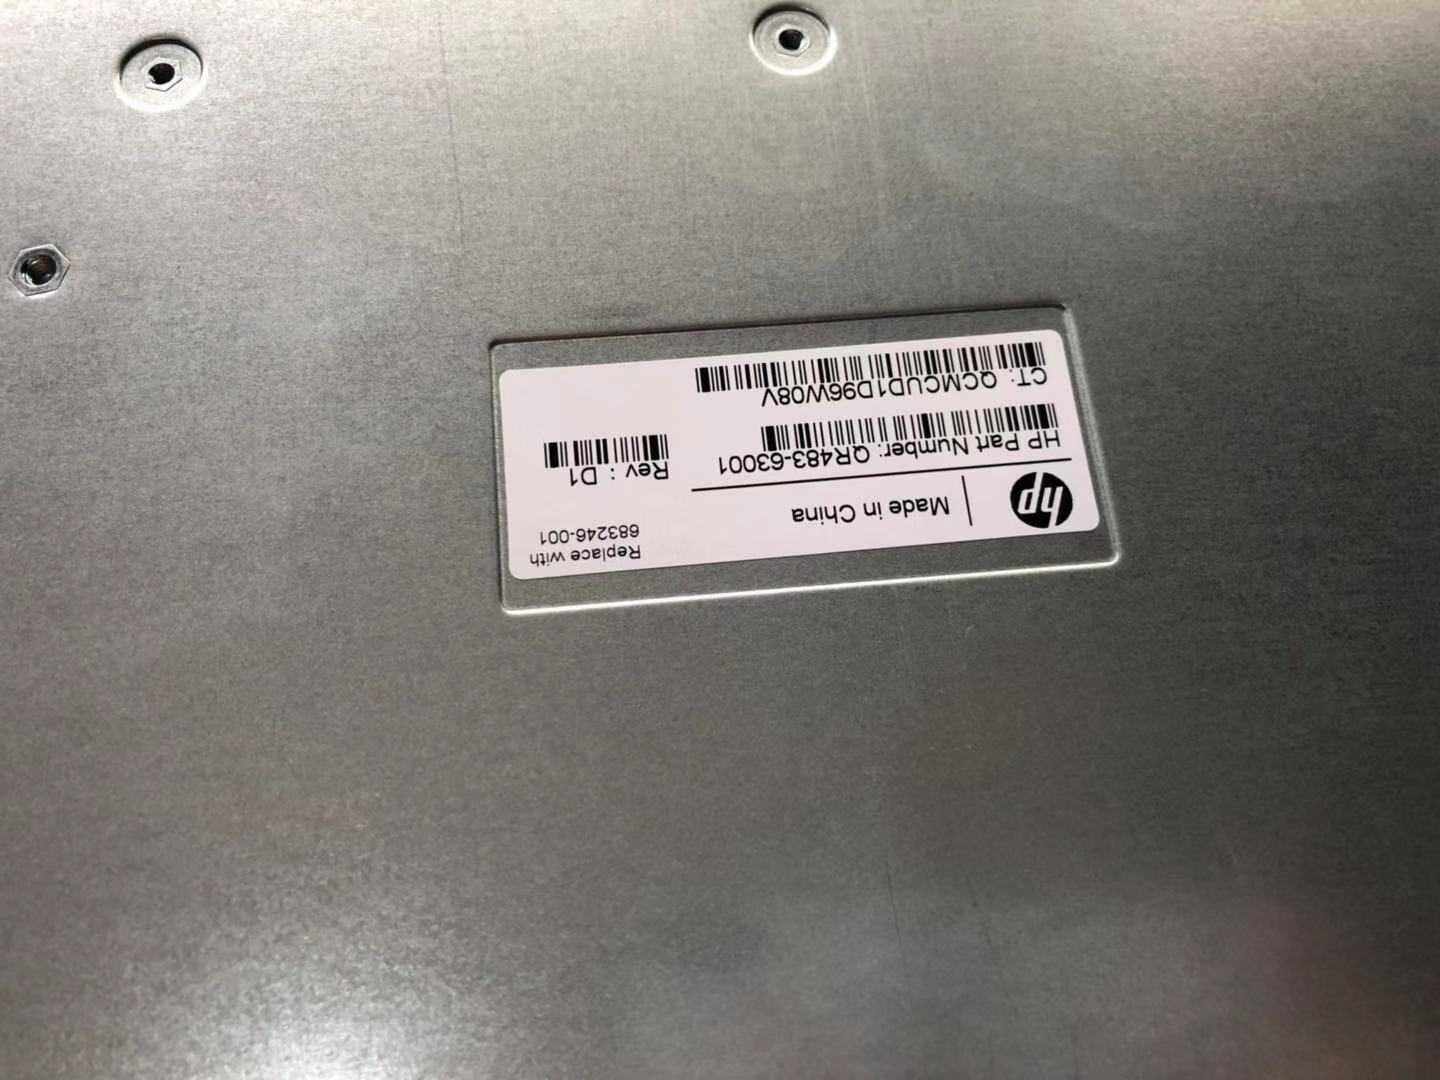 hp
Made in China
Replace with
683246-001
HP Part Number: QR483-63001
Rev : D1
CT: QCMCUD1D96W08V